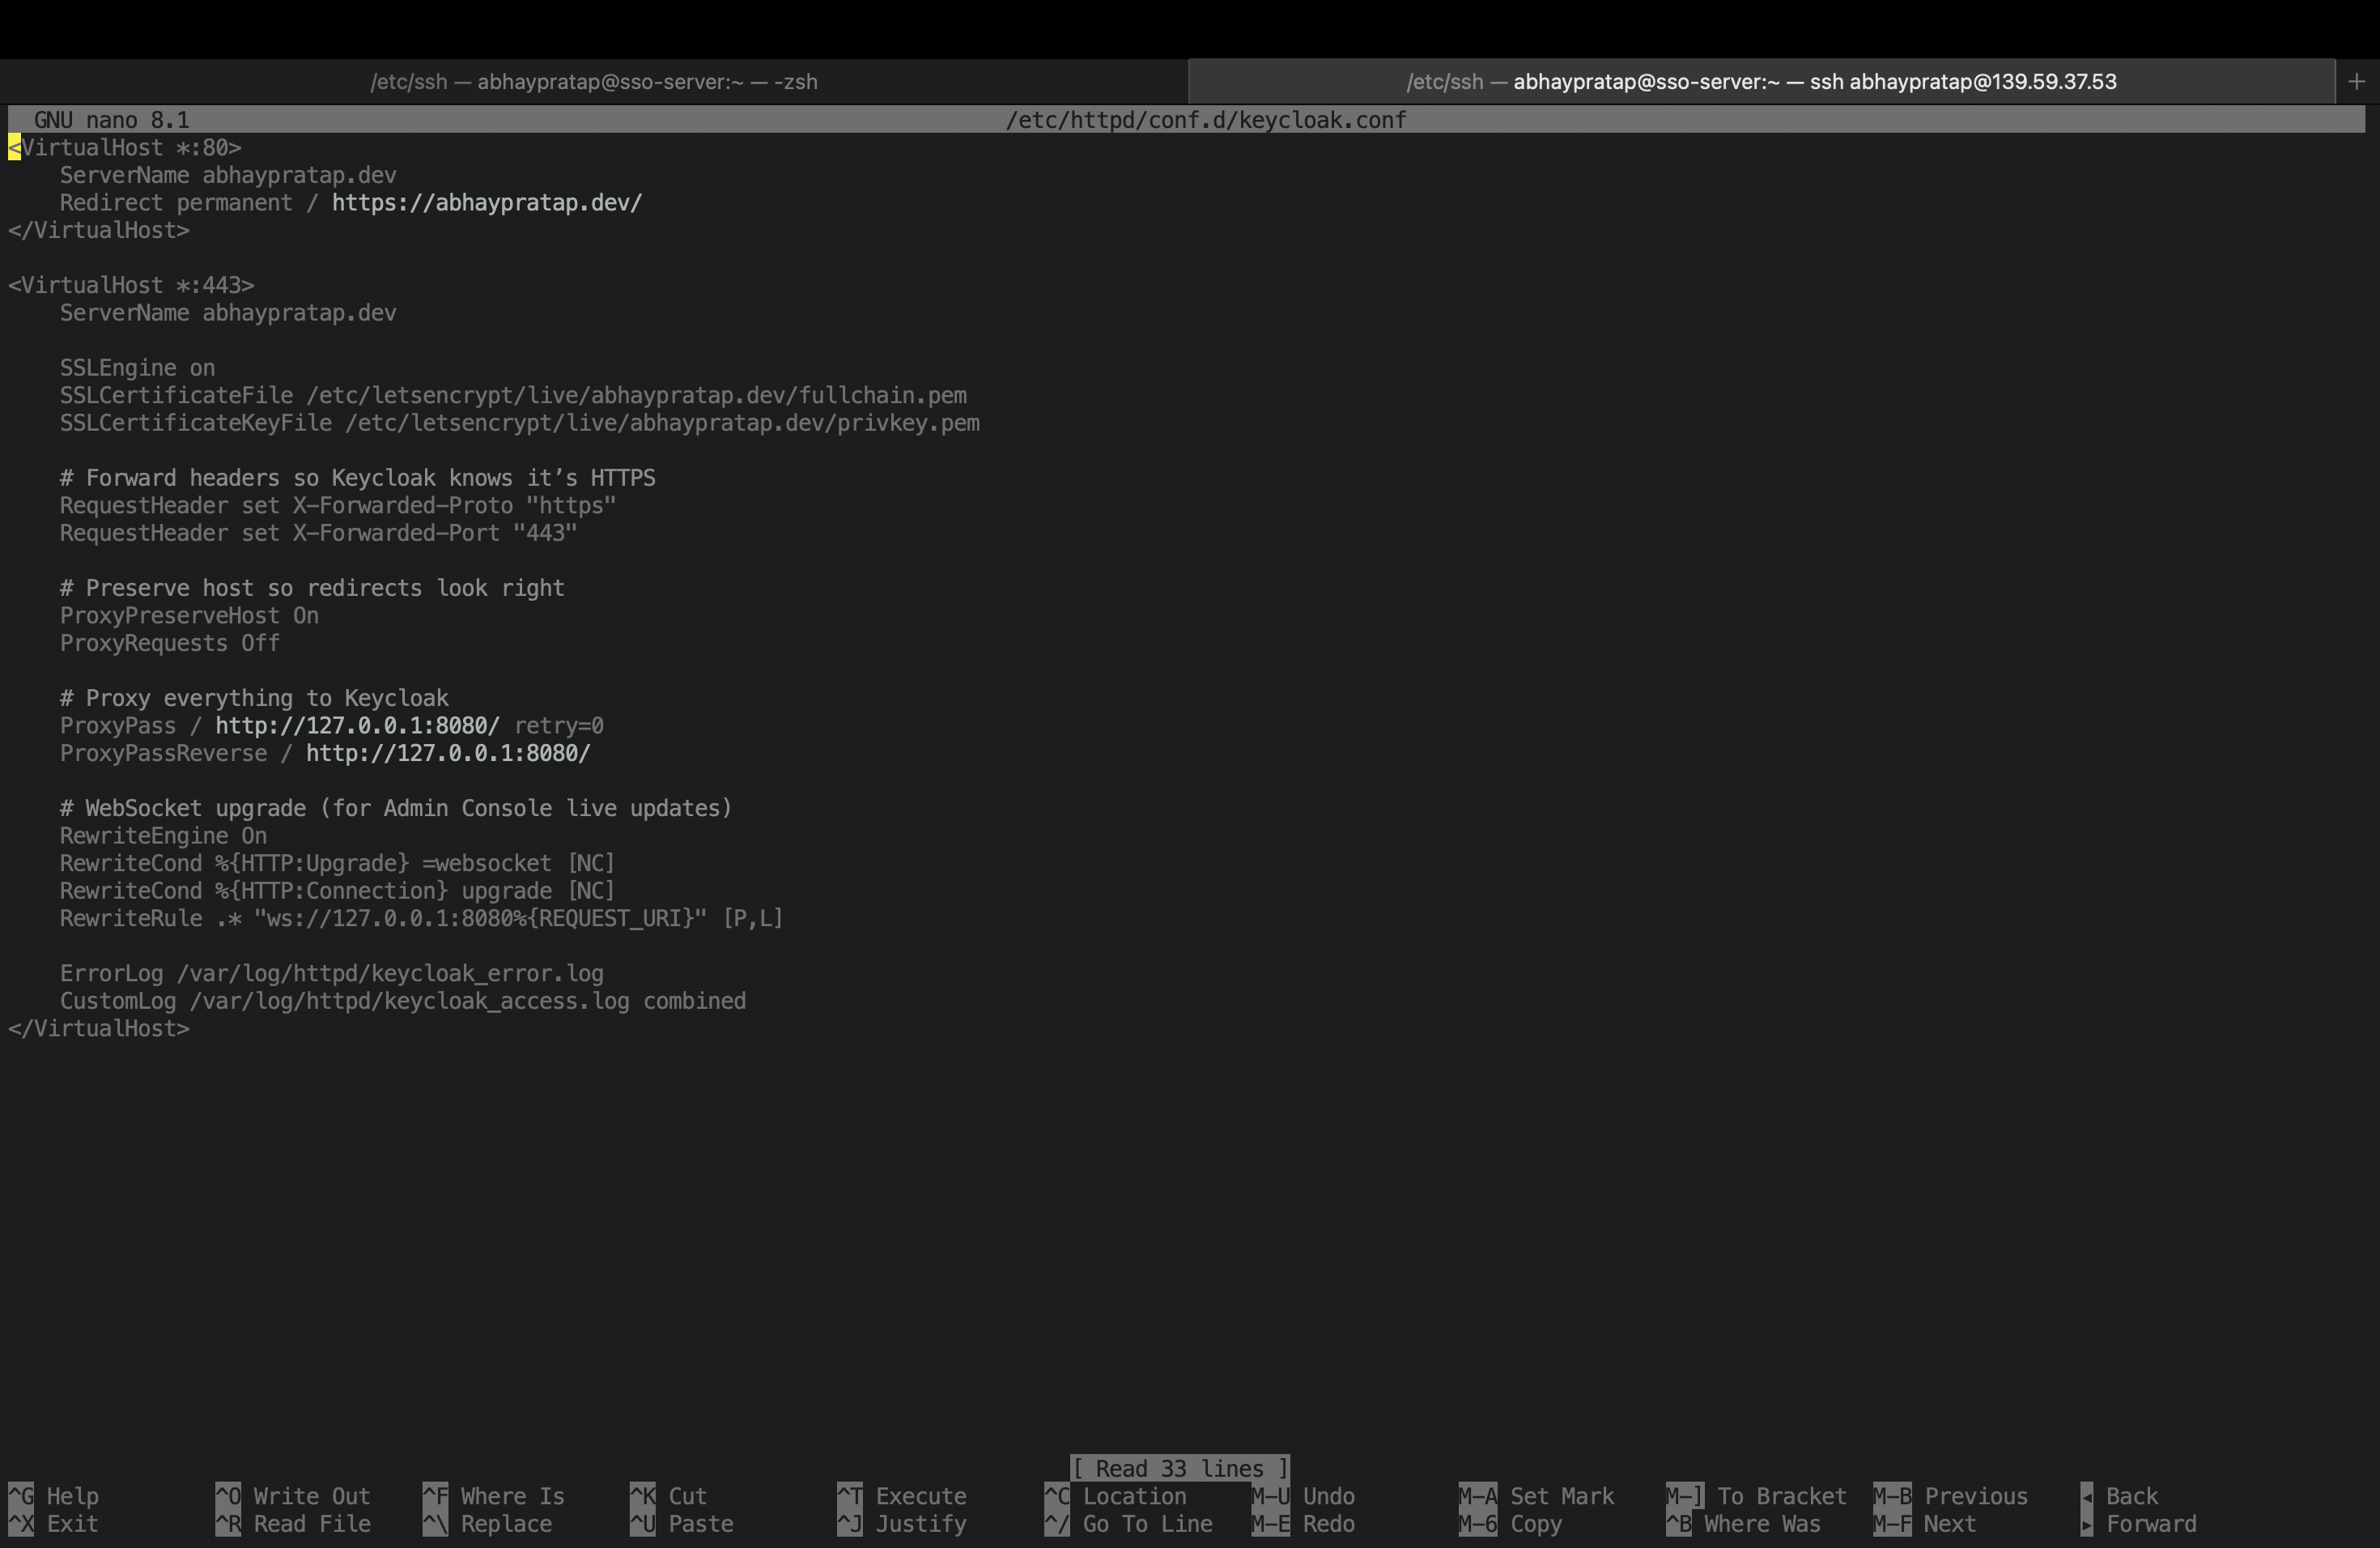 /etc/ssh — abhaypratap@sso-server:~ — -zsh
/etc/ssh — abhaypratap@sso-server:~ — ssh abhaypratap@139.59.37.53 +
GNU nano 8.1 /etc/httpd/conf.d/keycloak.conf
<VirtualHost *:80>
    ServerName abhaypratap.dev
    Redirect permanent / https://abhaypratap.dev/
</VirtualHost>

<VirtualHost *:443>
    ServerName abhaypratap.dev

    SSLEngine on
    SSLCertificateFile /etc/letsencrypt/live/abhaypratap.dev/fullchain.pem
    SSLCertificateKeyFile /etc/letsencrypt/live/abhaypratap.dev/privkey.pem

    # Forward headers so Keycloak knows it’s HTTPS
    RequestHeader set X-Forwarded-Proto "https"
    RequestHeader set X-Forwarded-Port "443"

    # Preserve host so redirects look right
    ProxyPreserveHost On
    ProxyRequests Off

    # Proxy everything to Keycloak
    ProxyPass / http://127.0.0.1:8080/ retry=0
    ProxyPassReverse / http://127.0.0.1:8080/

    # WebSocket upgrade (for Admin Console live updates)
    RewriteEngine On
    RewriteCond %{HTTP:Upgrade} =websocket [NC]
    RewriteCond %{HTTP:Connection} upgrade [NC]
    RewriteRule .* "ws://127.0.0.1:8080%{REQUEST_URI}" [P,L]

    ErrorLog /var/log/httpd/keycloak_error.log
    CustomLog /var/log/httpd/keycloak_access.log combined
</VirtualHost>

[ Read 33 lines ]
^G Help ^O Write Out ^F Where Is ^K Cut ^T Execute ^C Location M-U Undo M-A Set Mark M-] To Bracket M-B Previous ◂ Back
^X Exit ^R Read File ^\ Replace ^U Paste ^J Justify ^/ Go To Line M-E Redo M-6 Copy ^B Where Was M-F Next ▸ Forward